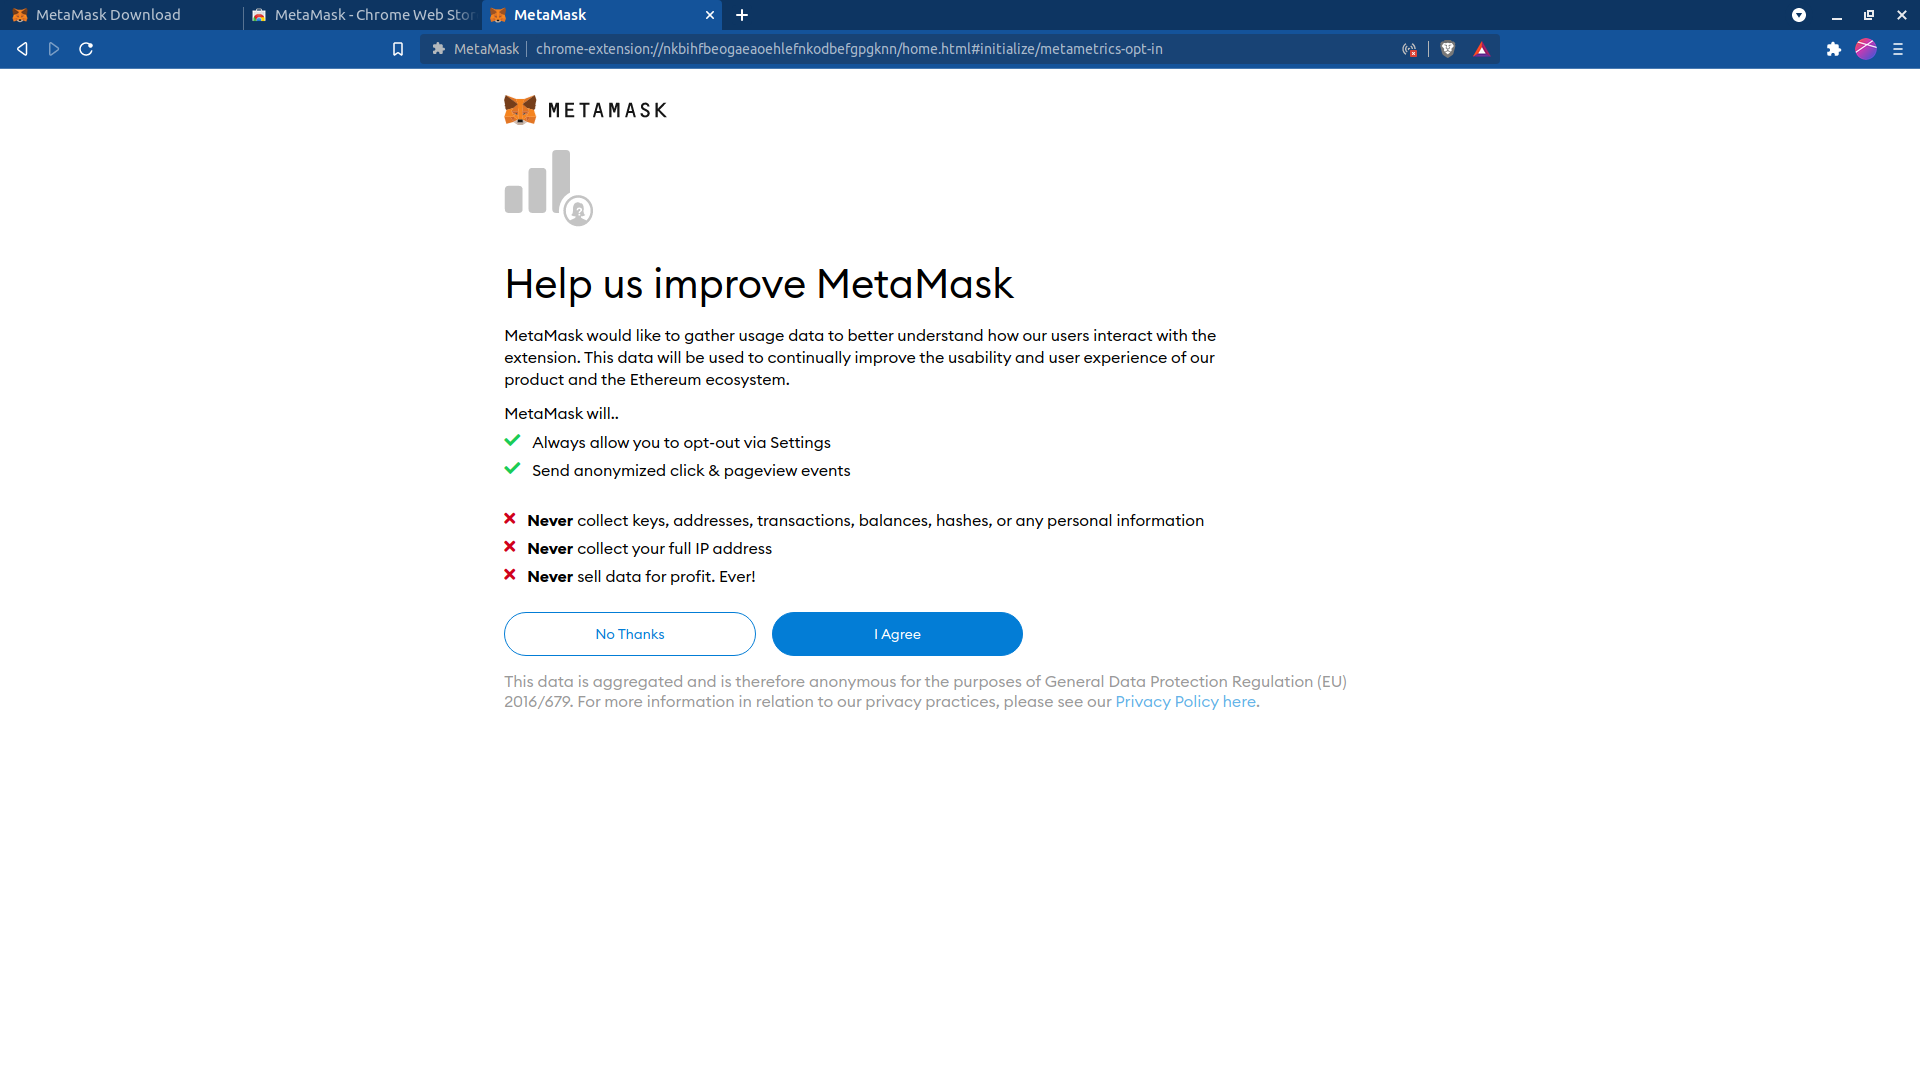 MetaMask Download
MetaMask - Chrome Web Stor
MetaMask
MetaMask
chrome-extension://nkbihfbeogaeaoehlefnkodbefgpgknn/home.html#initialize/metametrics-opt-in
METAMASK
Help us improve MetaMask
MetaMask would like to gather usage data to better understand how our users interact with the
extension. This data will be used to continually improve the usability and user experience of our
product and the Ethereum ecosystem.
MetaMask will..
Always allow you to opt-out via Settings
Send anonymized click & pageview events
Never collect keys, addresses, transactions, balances, hashes, or any personal information
Never collect your full IP address
Never sell data for profit. Ever!
No Thanks
I Agree
This data is aggregated and is therefore anonymous for the purposes of General Data Protection Regulation (EU)
2016/679. For more information in relation to our privacy practices, please see our Privacy Policy here.